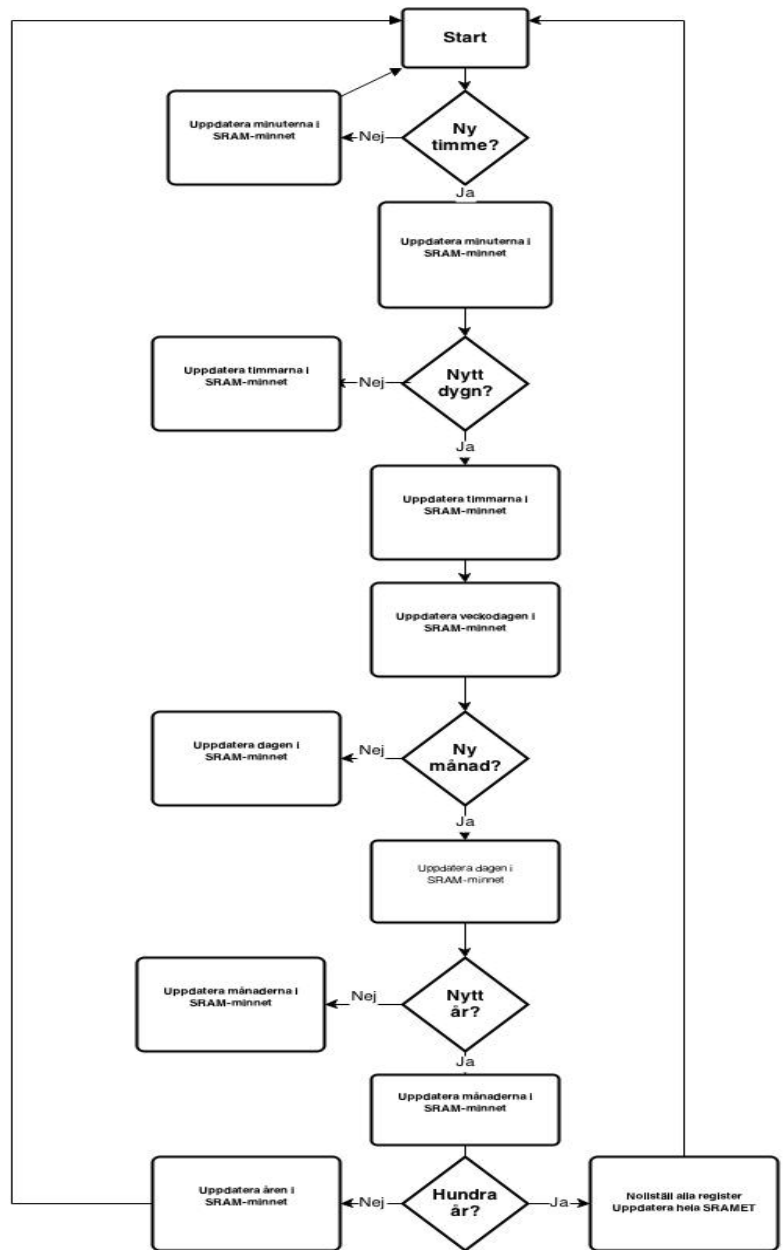 Start
Ny
timme?
Nej
Uppdatera minuterna i
SRAM-minnet
Ja
Uppdatera minuterna i
SRAM-minnet
Nytt
dygn?
Nej
Uppdatera timmarna i
SRAM-minnet
Ja
Uppdatera timmarna i
SRAM-minnet
Uppdatera veckodagen i
SRAM-minnet
Ny
månad?
Nej
Uppdatera dagen i
SRAM-minnet
Ja
Uppdatera dagen i
SRAM-minnet
Nytt
år?
Nej
Uppdatera månaderna i
SRAM-minnet
Ja
Uppdatera månaderna i
SRAM-minnet
Hundra
år?
Nej
Uppdatera åren i
SRAM-minnet
Ja
Nollställ alla register
Uppdatera hela SRAMET